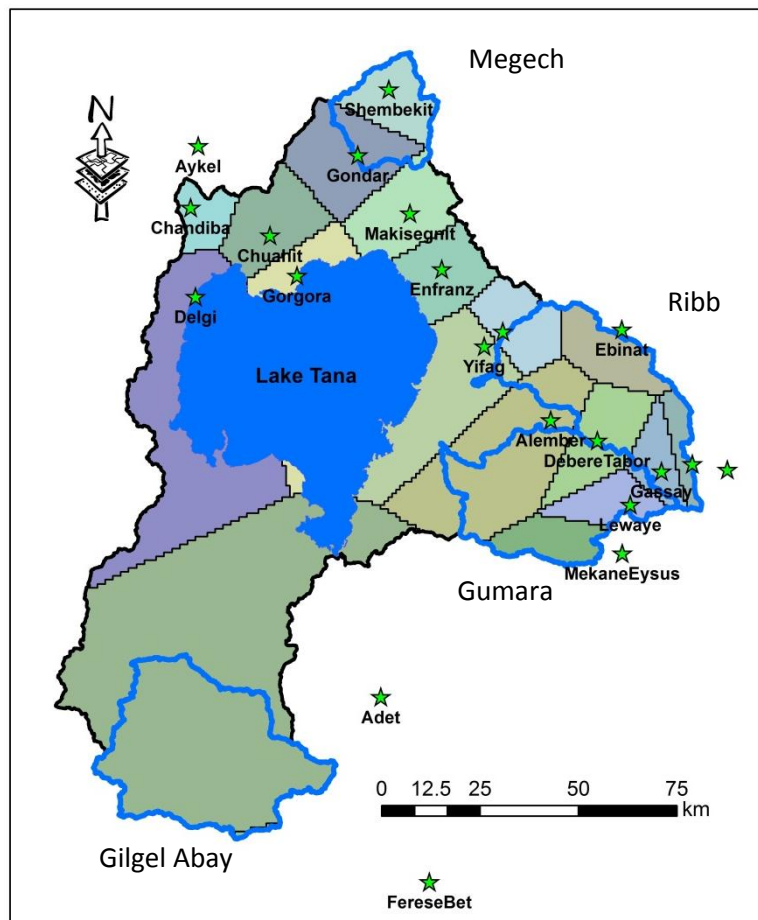 Megech
N
Shembekit
Aykel
Gondar
Chandiba
Makisegnit
Chuahit
Enfranz
Gorgora
Ribb
Delgi
Ebinat
Yifag
Lake Tana
Alember
DebereTabor
Gassay
Lewaye
MekaneEysus
Gumara
Adet
0 12.5 25 50 75
km
Gilgel Abay
FereseBet